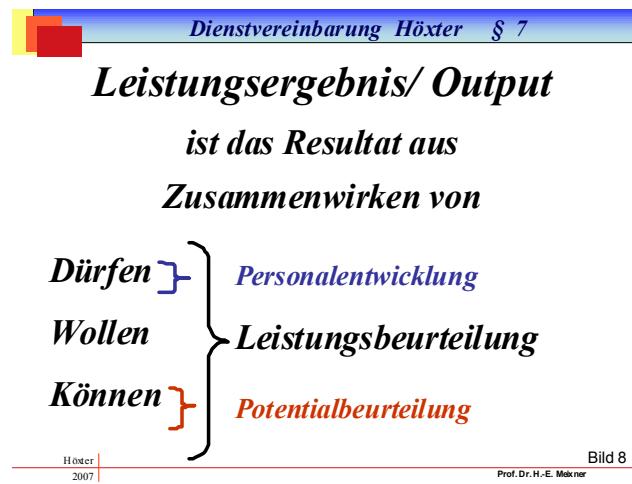 Dienstvereinbarung Höxter § 7
Leistungsergebnis/ Output
ist das Resultat aus
Zusammenwirken von
Dürfen Personalentwicklung
Wollen Leistungsbeurteilung
Können Potentialbeurteilung
Höxter
2007
Bild 8
Prof. Dr. H.-E. Meixner